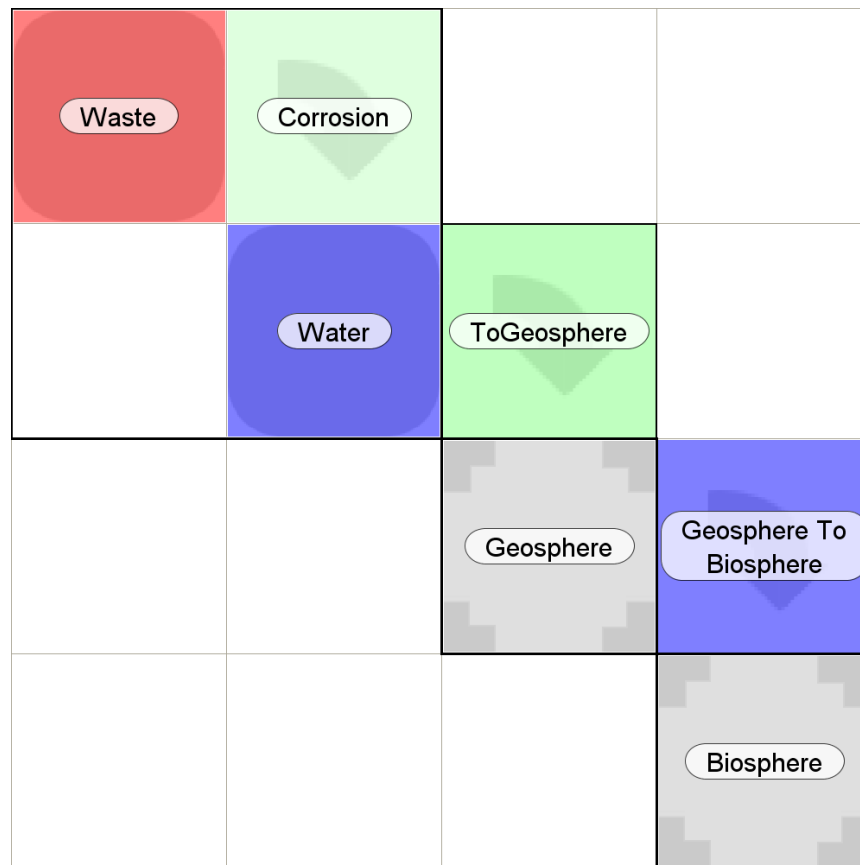 Waste
Corrosion
Water
ToGeosphere
Geosphere
Geosphere To
Biosphere
Biosphere